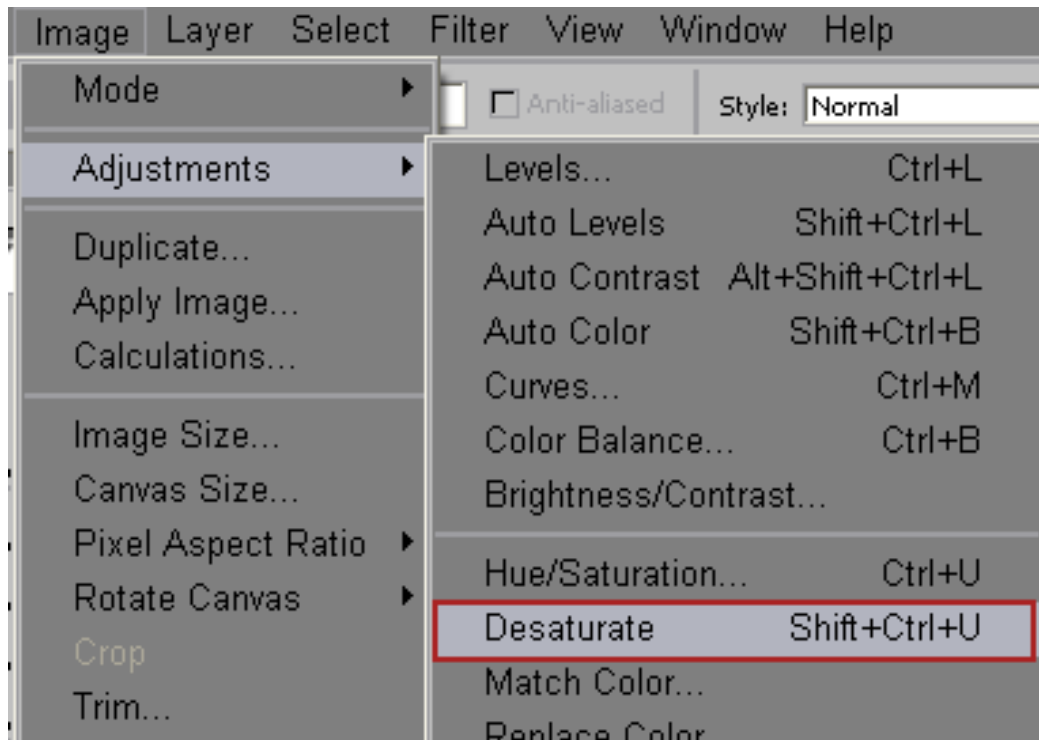 Image Layer Select Filter View Window Help
Anti-aliased Style: Normal
Mode
Adjustments
Duplicate...
Apply Image...
Calculations...
Image Size...
Canvas Size...
Pixel Aspect Ratio
Rotate Canvas
Crop
Trim...
Levels... Ctrl+L
Auto Levels Shift+Ctrl+L
Auto Contrast Alt+Shift+Ctrl+L
Auto Color Shift+Ctrl+B
Curves... Ctrl+M
Color Balance... Ctrl+B
Brightness/Contrast...
Hue/Saturation... Ctrl+U
Desaturate Shift+Ctrl+U
Match Color...
Replace Color